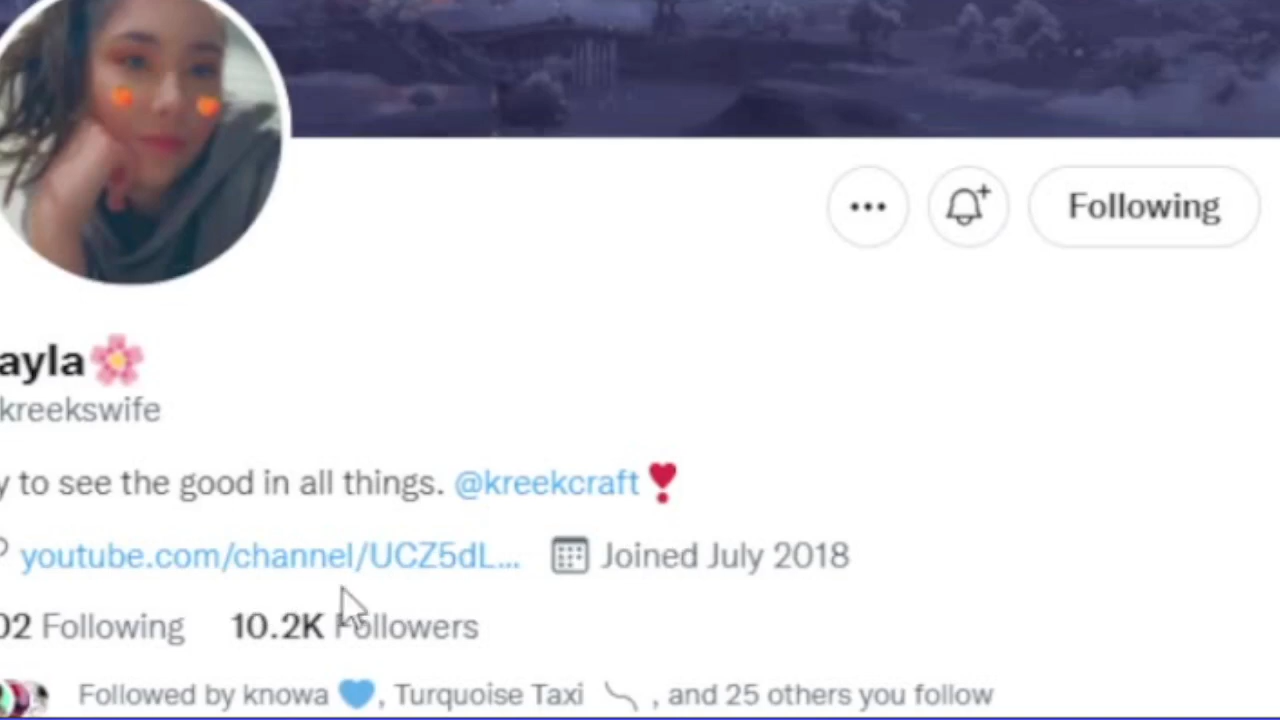 Following
ayla🌸
kreekswife
y to see the good in all things. @kreekcraft❣
youtube.com/channel/UCZ5dL... Joined July 2018
02 Following 10.2K Followers
Followed by knowa 💙, Turquoise Taxi , and 25 others you follow